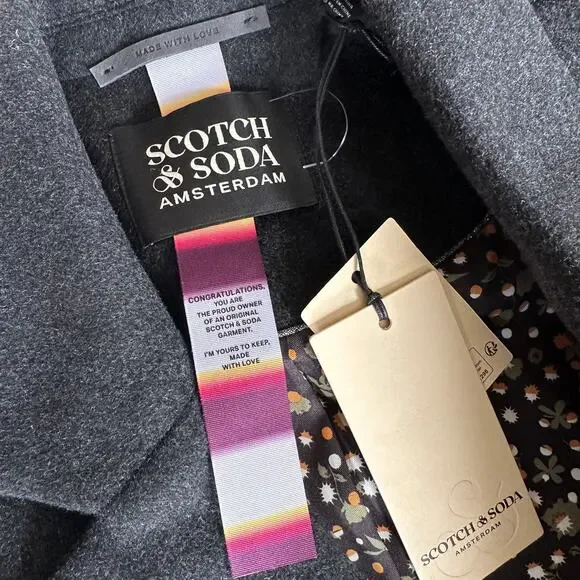 MADE WITH LOVE
SCOTCH
& SODA
AMSTERDAM
CONGRATULATIONS,
YOU ARE
THE PROUD OWNER
OF AN ORIGINAL
SCOTCH & SODA
GARMENT.
I'M YOURS TO KEEP,
MADE
WITH LOVE
SCOTCH & SODA
AMSTERDAM